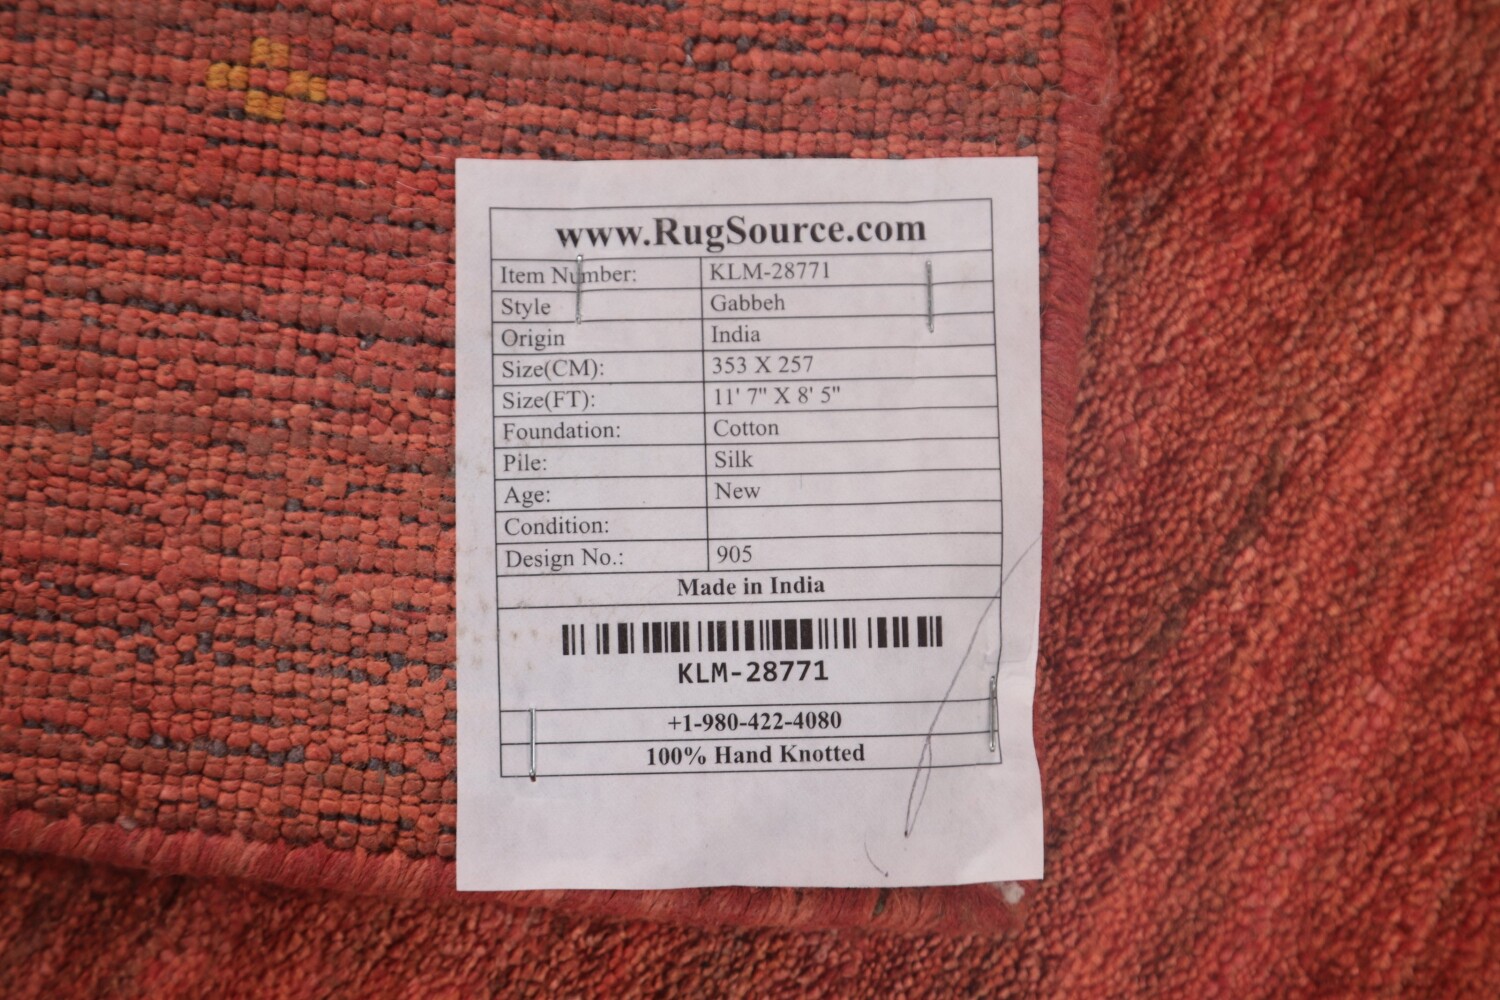 www.RugSource.com
Item Number: KLM-28771
Style Gabbeh
Origin India
Size(CM): 353 X 257
Size(FT): 11' 7" X 8' 5"
Foundation: Cotton
Pile: Silk
Age: New
Condition:
Design No.: 905
Made in India
KLM-28771
+1-980-422-4080
100% Hand Knotted